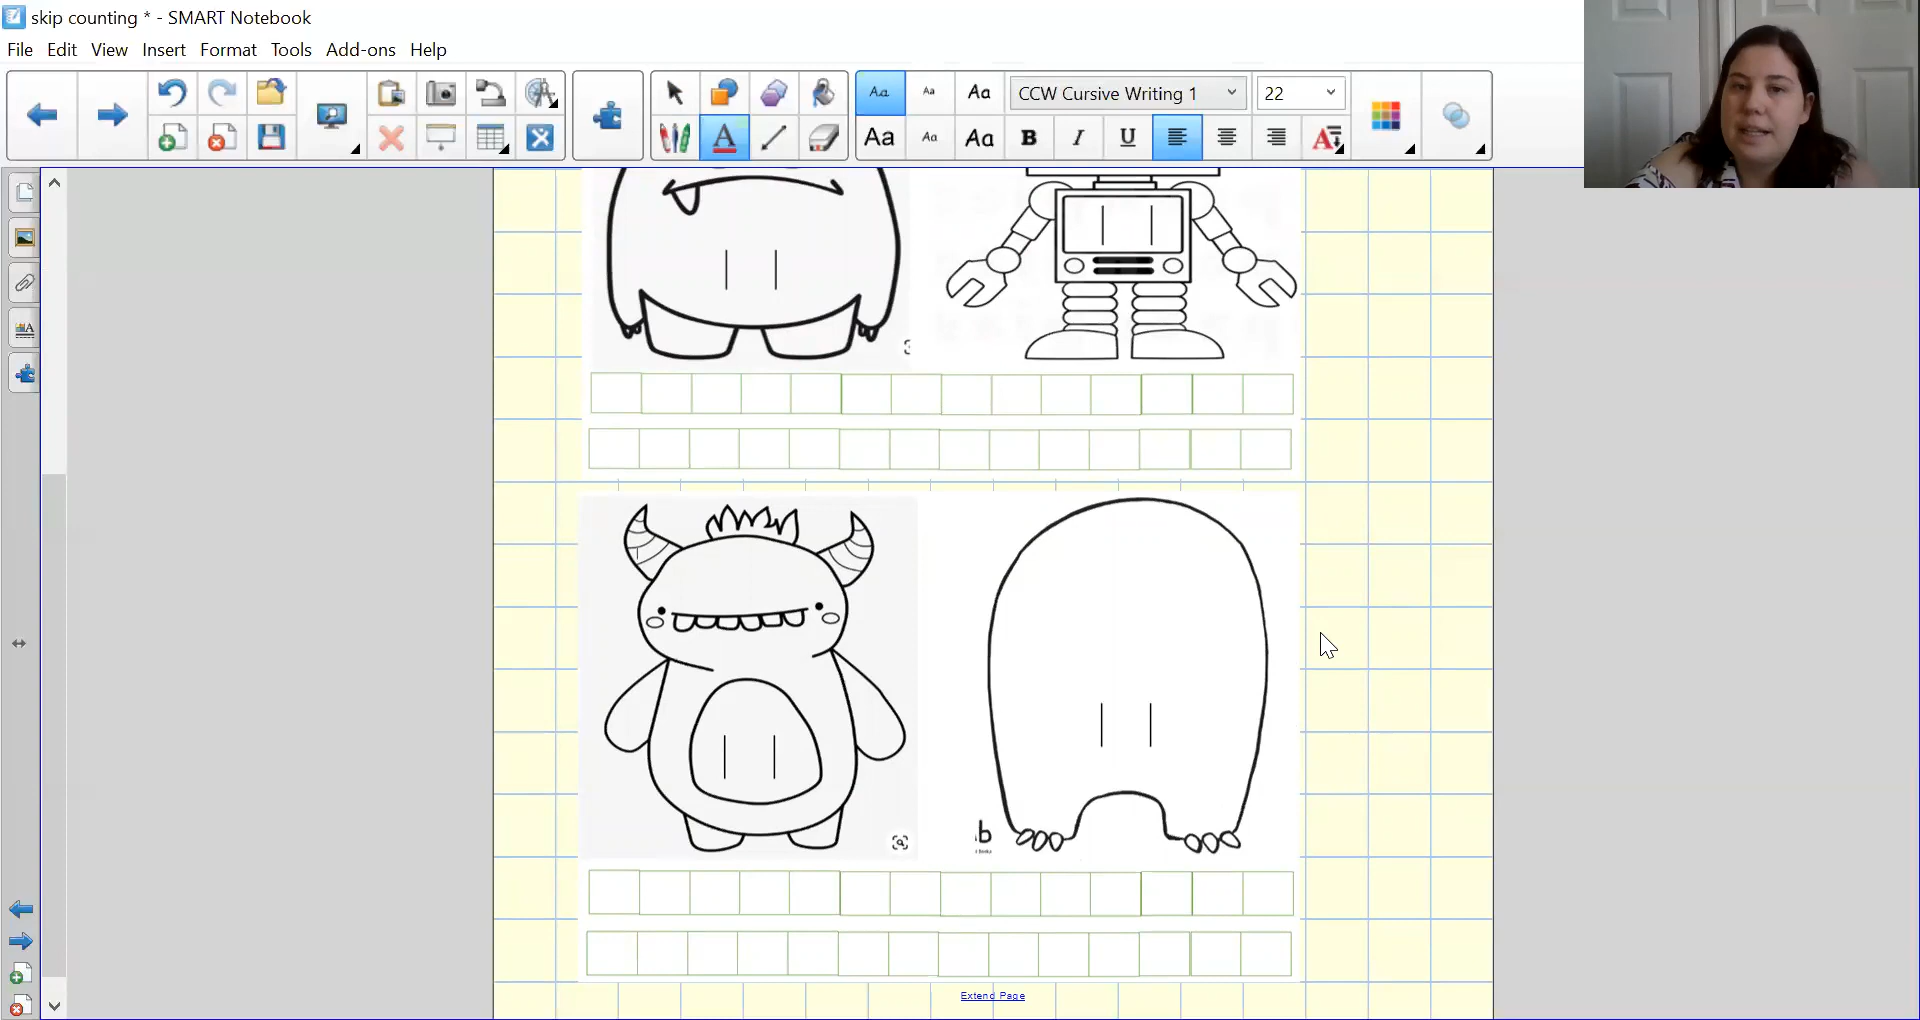 skip counting * - SMART Notebook
File Edit View Insert Format Tools Add-ons Help
Aa Aa Aa CCW Cursive Writing 1 22
A Aa Aa Aa B I U A
A
3
b
Extend Page